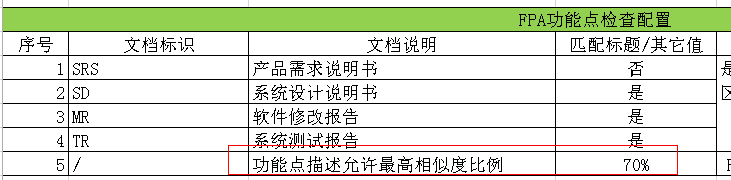 FPA功能点检查配置
序号 文档标识 文档说明 匹配标题/其它值
1 SRS 产品需求说明书 否
2 SD 系统设计说明书 是
3 MR 软件修改报告 是
4 TR 系统测试报告 是
5 / 功能点描述允许最高相似度比例 70%